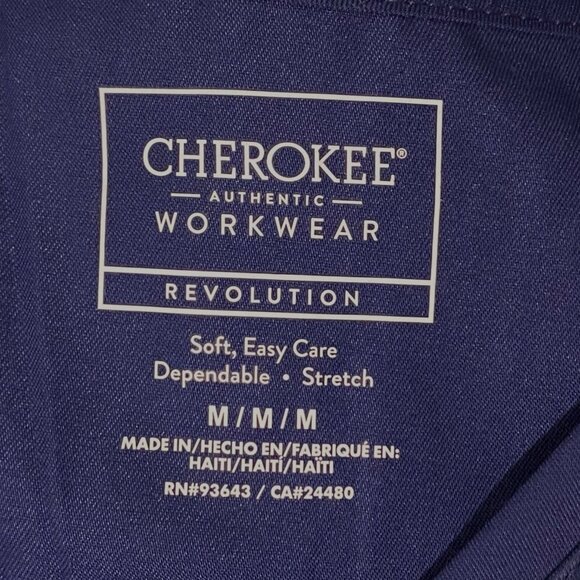 CHEROKEE®
AUTHENTIC
WORKWEAR
REVOLUTION
Soft, Easy Care
Dependable • Stretch
M / M / M
MADE IN/HECHO EN/FABRIQUÉ EN:
HAITI/HAITÍ/HAÏTI
RN#93643 / CA#24480